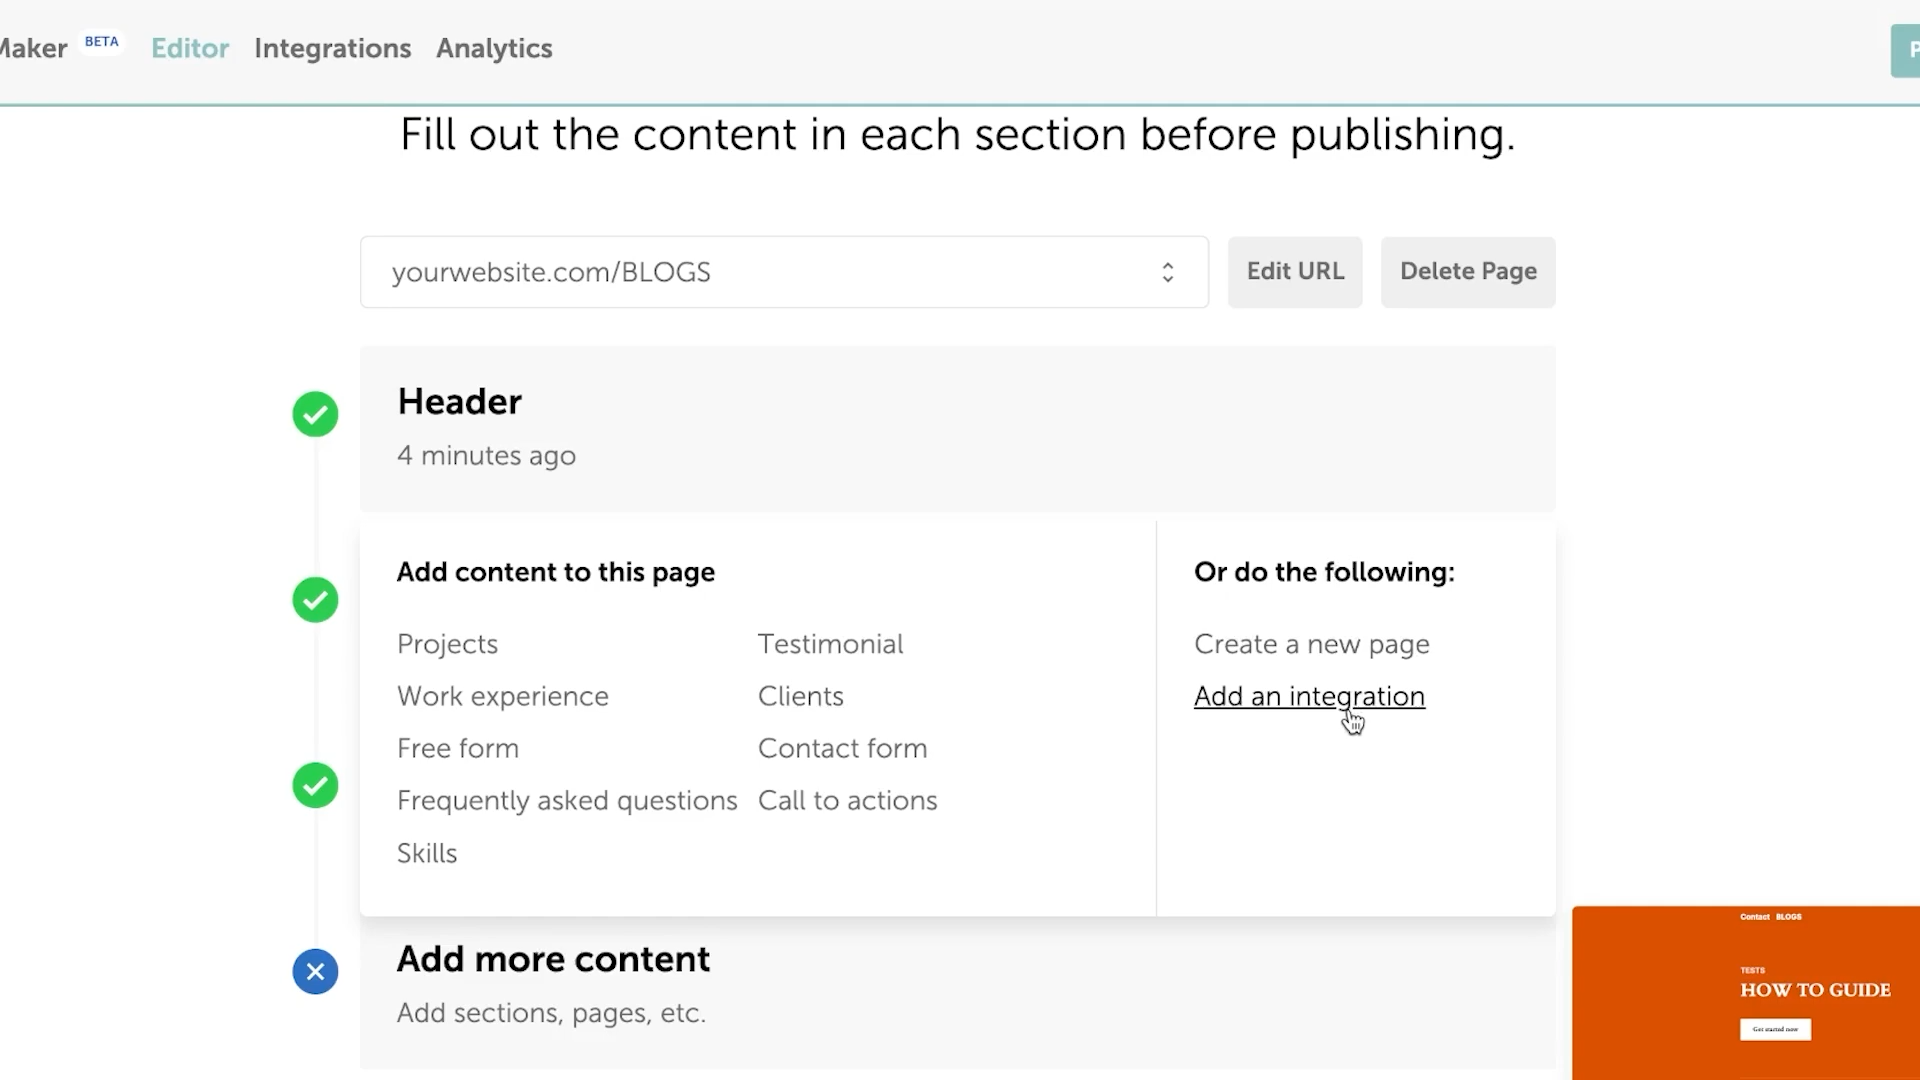 Maker BETA Editor Integrations Analytics
Fill out the content in each section before publishing.
yourwebsite.com/BLOGS
Edit URL
Delete Page
Header
4 minutes ago
Add content to this page
Projects
Work experience
Free form
Frequently asked questions
Skills
Testimonial
Clients
Contact form
Call to actions
Or do the following:
Create a new page
Add an integration
Add more content
Add sections, pages, etc.
Contact BLOGS
TESTS
HOW TO GUIDE
Get started now